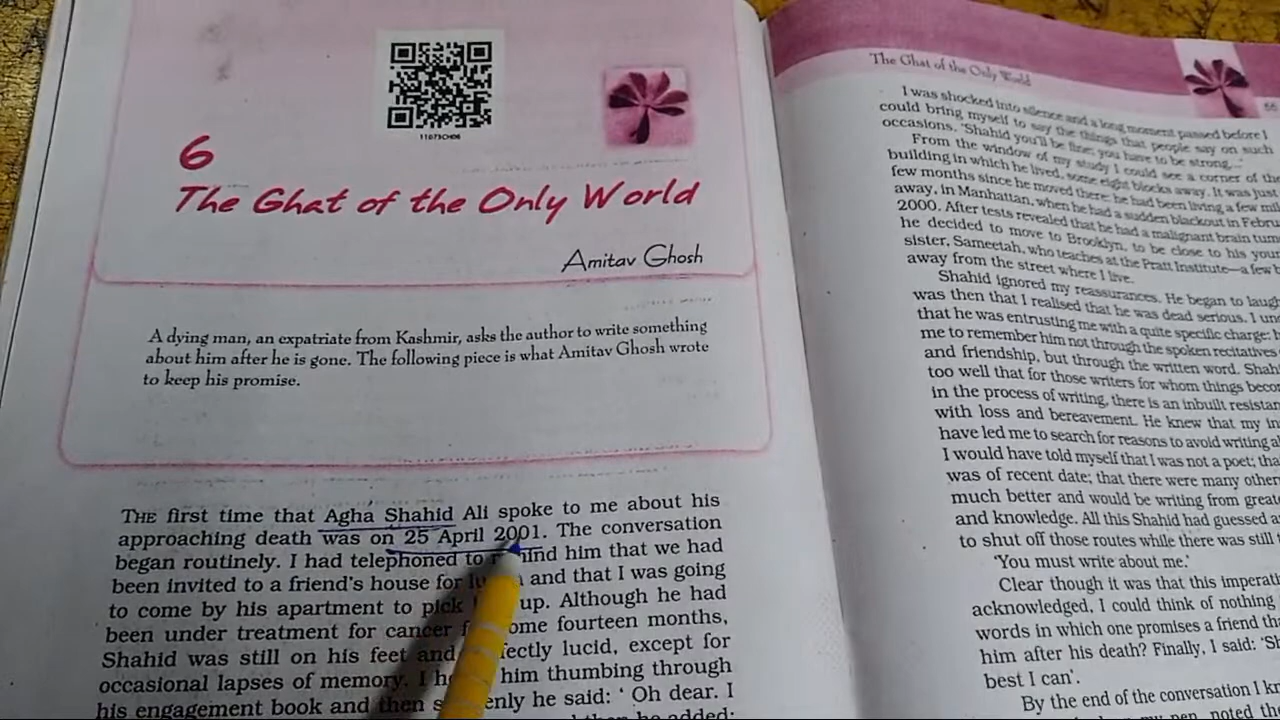 11073CH06
6
The Ghat of the Only World
Amitav Ghosh
A dying man, an expatriate from Kashmir, asks the author to write something
about him after he is gone. The following piece is what Amitav Ghosh wrote
to keep his promise.
THE first time that Agha Shahid Ali spoke to me about his
approaching death was on 25 April 2001. The conversation
began routinely. I had telephoned to him that we had
been invited to a friend's house for and that I was going
to come by his apartment to pick up. Although he had
been under treatment for cancer some fourteen months,
Shahid was still on his feet and lucid, except for
occasional lapses of memory. I him thumbing through
his engagement book and then he said: ' Oh dear. I
The Ghat of the Only World
I was shocked into silence and a long moment passed before I
could bring myself to say the things that people say on such
occasions. 'Shahid you'll be fine; you have to be strong...'
From the window of my study I could see a corner of the
building in which he lived, some eight blocks away. It was just
few months since he moved there: he had been living a few
away, in Manhattan, when he had a sudden blackout in
2000. After tests revealed that he had a malignant brain
he decided to move to Brooklyn, to be close to his
sister, Sameetah, who teaches at the Pratt Institute—a few
away from the street where I live.
Shahid ignored my reassurances. He began to
was then that I realised that he was dead serious. I
that he was entrusting me with a quite specific charge:
me to remember him not through the spoken recitatives
and friendship, but through the written word.
too well that for those writers for whom things
in the process of writing, there is an inbuilt
with loss and bereavement. He knew that my
have led me to search for reasons to avoid writing
I would have told myself that I was not a poet;
was of recent date; that there were many
much better and would be writing from
and knowledge. All this Shahid had guessed
to shut off those routes while there was still
'You must write about me.'
Clear though it was that this
acknowledged, I could think of nothing
words in which one promises a friend
him after his death? Finally, I said:
best I can'.
By the end of the conversation I
my pen, noted the